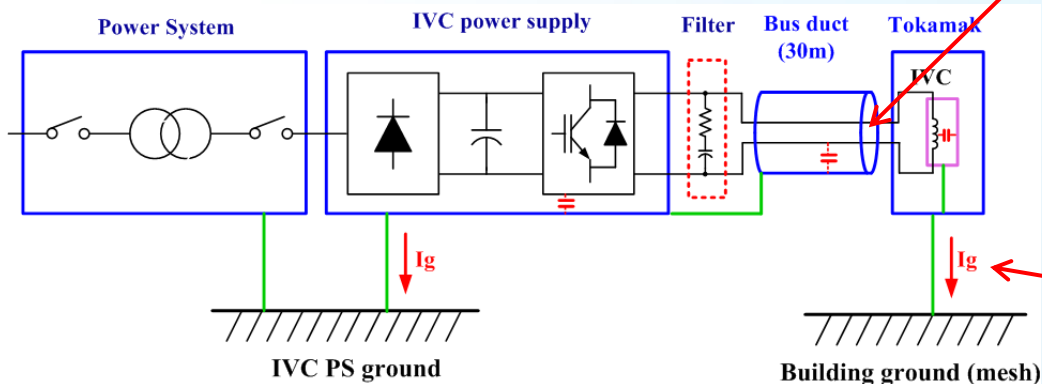 Power System
IVC power supply
Filter
Bus duct
(30m)
Tokamak
IVC
Ig
Ig
IVC PS ground
Building ground (mesh)